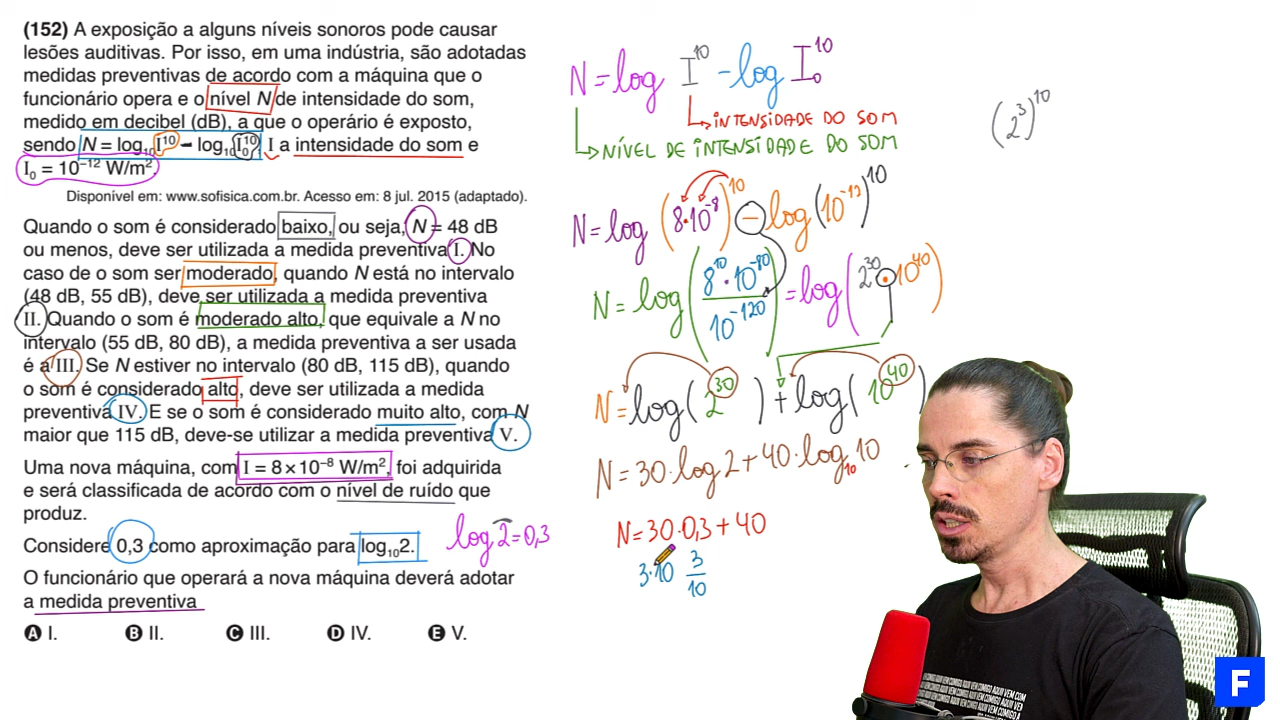 (152) A exposição a alguns níveis sonoros pode causar
lesões auditivas. Por isso, em uma indústria, são adotadas
medidas preventivas de acordo com a máquina que o
funcionário opera e o nível N de intensidade do som,
medido em decibel (dB), a que o operário é exposto,
sendo N = log₁₀I¹⁰ – log₁₀I₀¹⁰, I a intensidade do som e
I₀ = 10⁻¹² W/m².
Disponível em: www.sofisica.com.br. Acesso em: 8 jul. 2015 (adaptado).
Quando o som é considerado baixo, ou seja, N = 48 dB
ou menos, deve ser utilizada a medida preventiva I. No
caso de o som ser moderado, quando N está no intervalo
(48 dB, 55 dB), deve ser utilizada a medida preventiva
II. Quando o som é moderado alto, que equivale a N no
intervalo (55 dB, 80 dB), a medida preventiva a ser usada
é a III. Se N estiver no intervalo (80 dB, 115 dB), quando
o som é considerado alto, deve ser utilizada a medida
preventiva IV. E se o som é considerado muito alto, com N
maior que 115 dB, deve-se utilizar a medida preventiva V.
Uma nova máquina, com I = 8 × 10⁻⁸ W/m², foi adquirida
e será classificada de acordo com o nível de ruído que
produz.
Considere 0,3 como aproximação para log₁₀2.
log 2 = 0,3
O funcionário que operará a nova máquina deverá adotar
a medida preventiva
A I. B II. C III. D IV. E V.
N = log I¹⁰ - log I₀¹⁰
INTENSIDADE DO SOM
NÍVEL DE INTENSIDADE DO SOM
(2³)¹⁰
N = log (8·10⁻⁸)¹⁰ - log (10⁻¹²)¹⁰
N = log (8¹⁰·10⁻⁸⁰ / 10⁻¹²⁰) = log (2³⁰·10⁴⁰)
N = log (2³⁰) + log (10⁴⁰)
N = 30·log 2 + 40·log₁₀ 10
N = 30·0,3 + 40
3·10 3/10
F